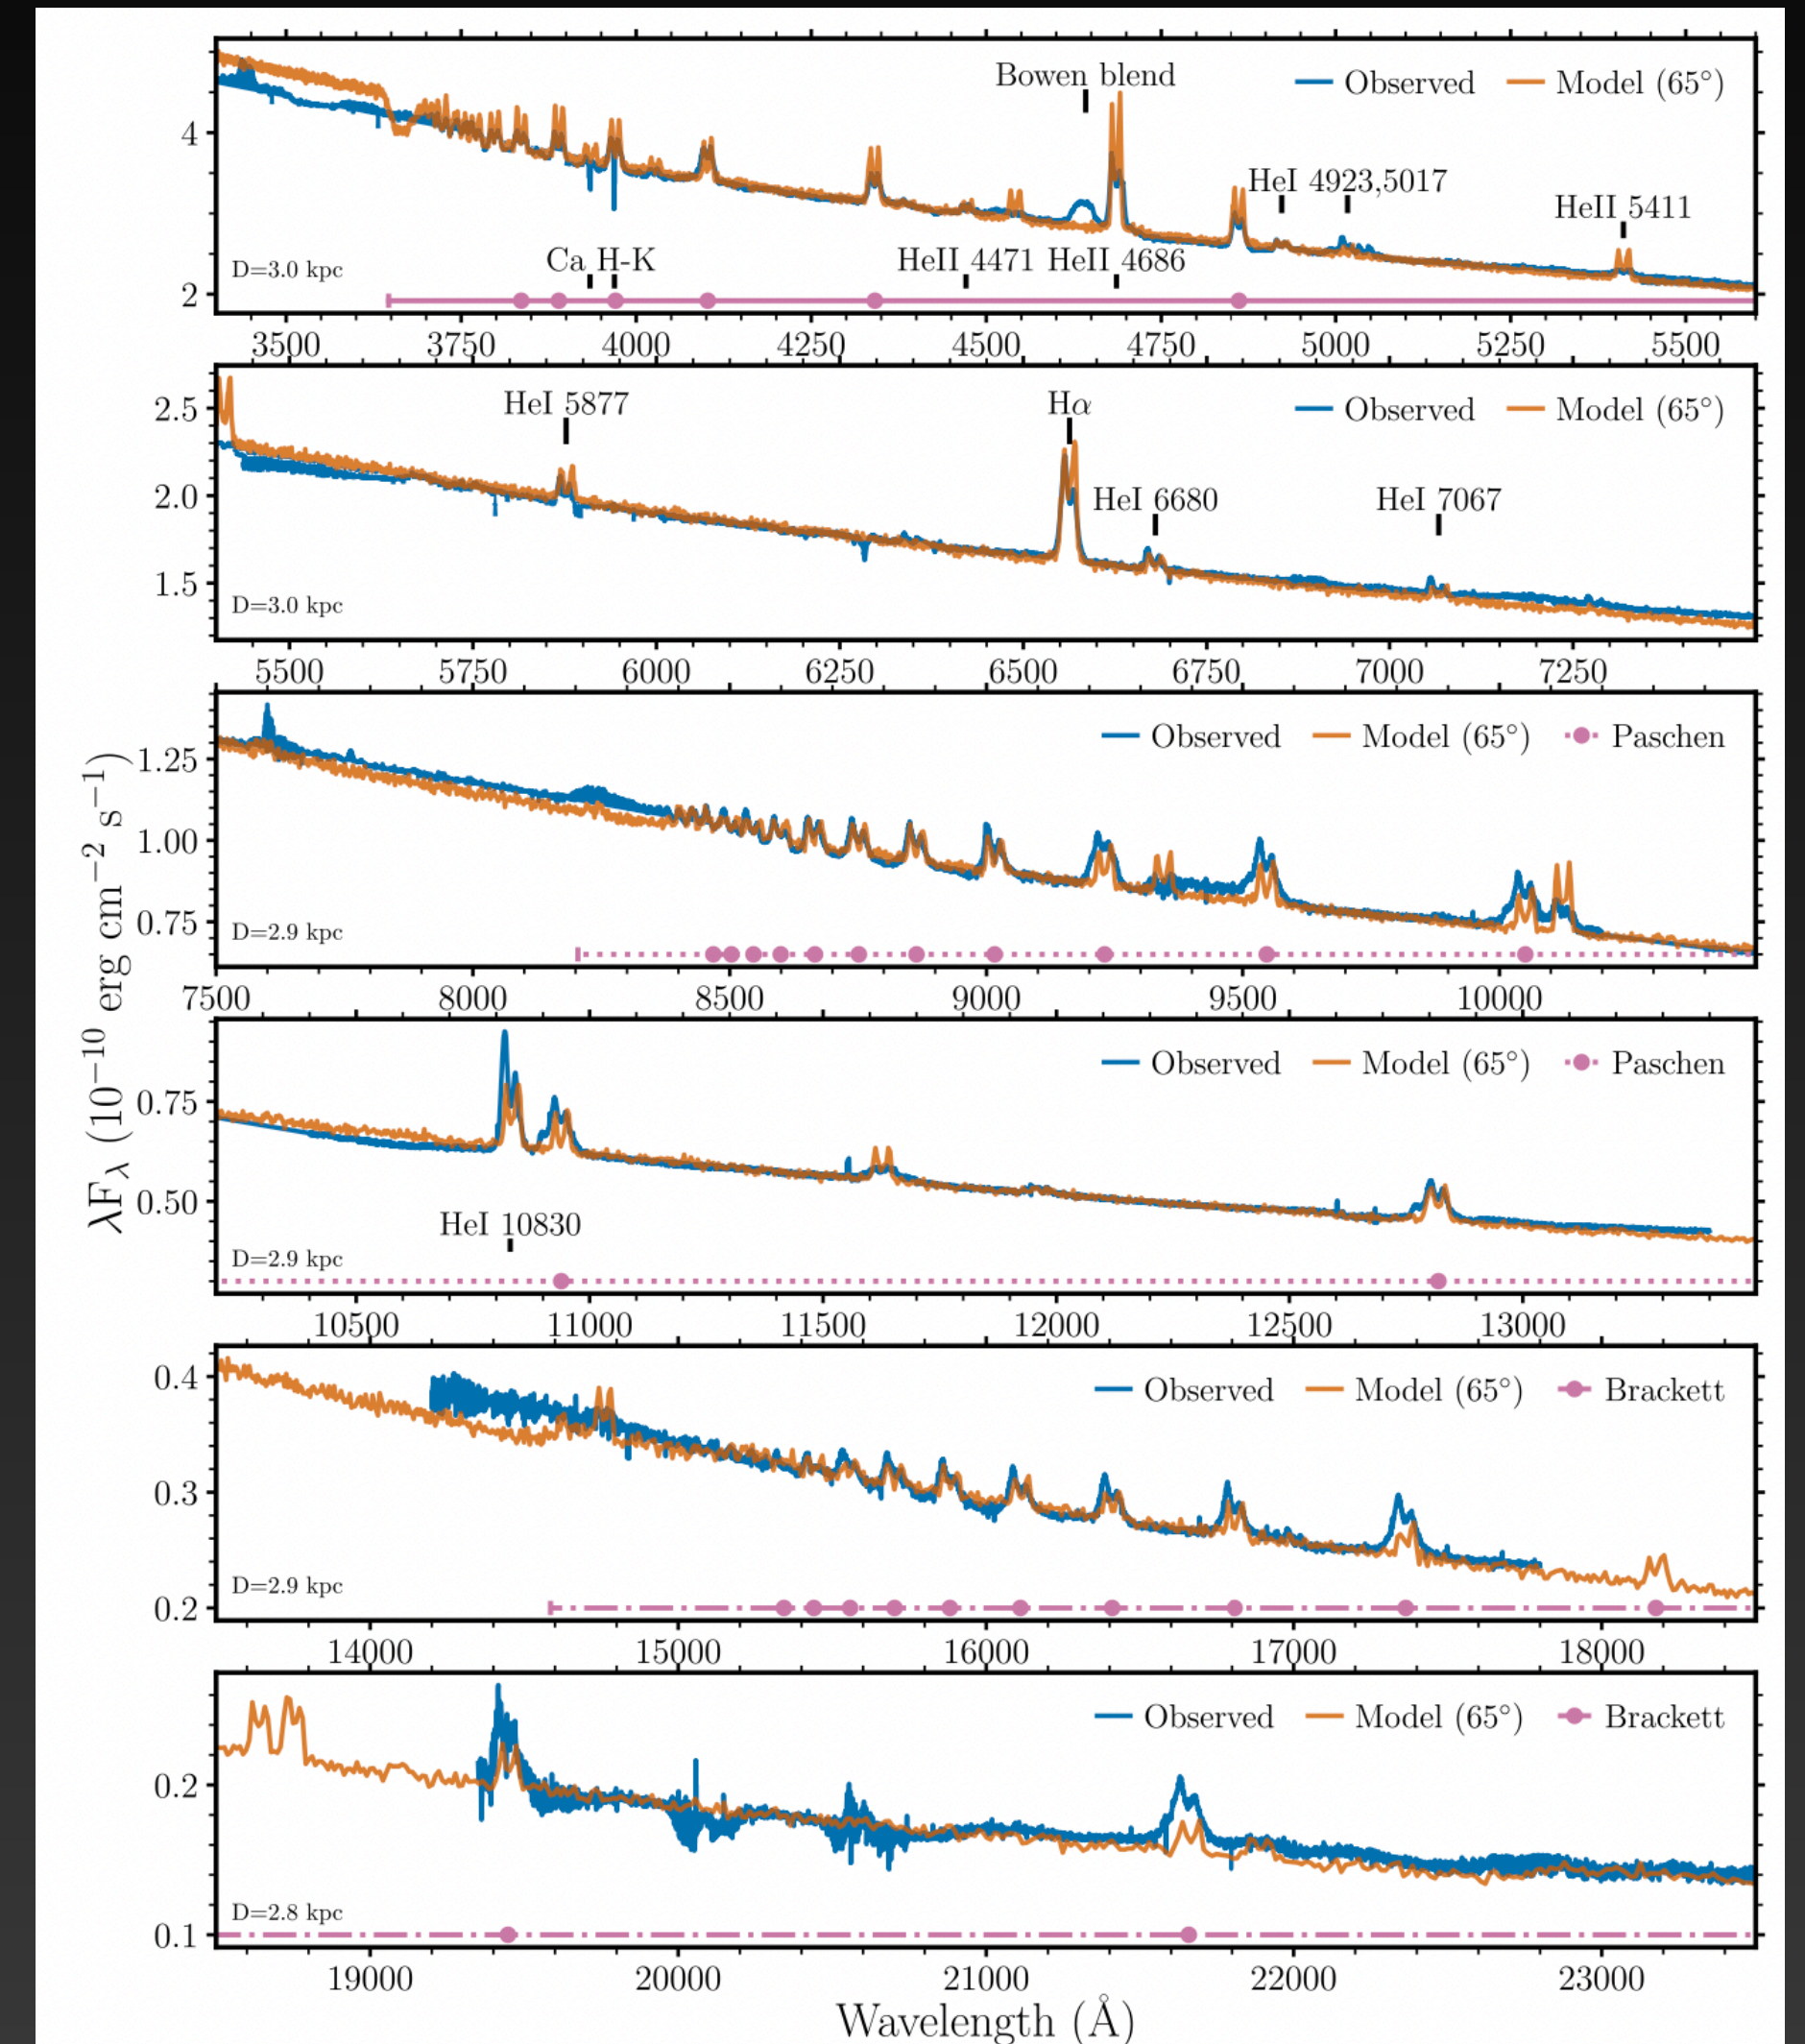 Bowen blend
Observed Model (65°)
4
HeI 4923,5017
HeII 5411
Ca H-K
HeII 4471 HeII 4686
D=3.0 kpc
2
3500 3750 4000 4250 4500 4750 5000 5250 5500
HeI 5877
Hα
Observed Model (65°)
2.5
2.0
HeI 6680
HeI 7067
1.5
D=3.0 kpc
5500 5750 6000 6250 6500 6750 7000 7250
Observed Model (65°) Paschen
1.25
1.00
0.75
D=2.9 kpc
7500 8000 8500 9000 9500 10000
λFλ (10−10 erg cm−2 s−1)
Observed Model (65°) Paschen
0.75
0.50
HeI 10830
D=2.9 kpc
10500 11000 11500 12000 12500 13000
Observed Model (65°) Brackett
0.4
0.3
D=2.9 kpc
0.2
14000 15000 16000 17000 18000
Observed Model (65°) Brackett
0.2
D=2.8 kpc
0.1
19000 20000 21000 22000 23000
Wavelength (Å)